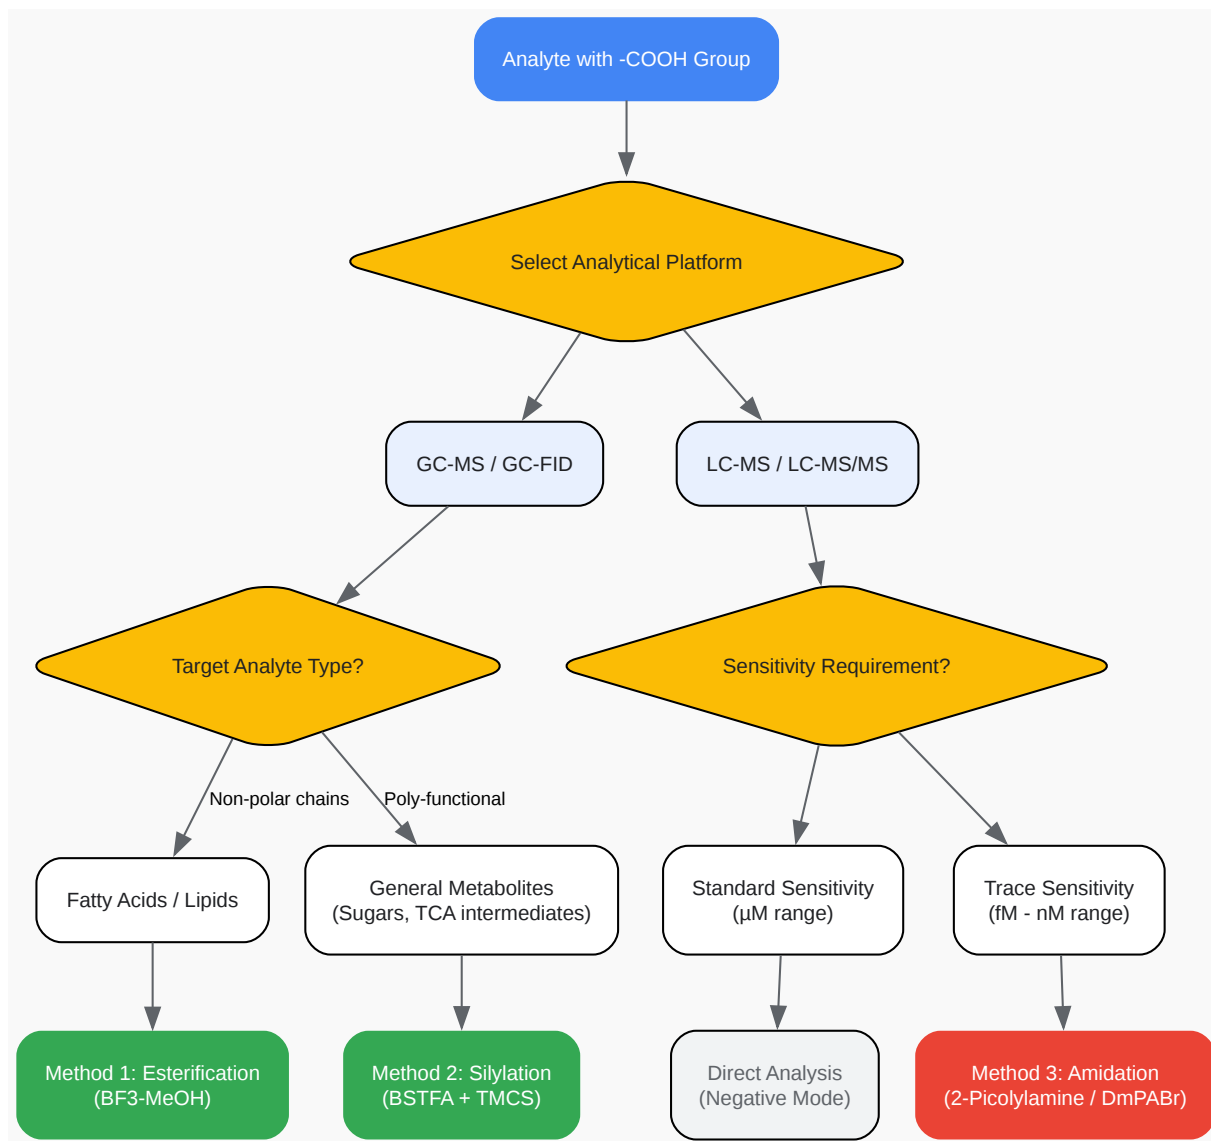 Analyte with -COOH Group
Select Analytical Platform
GC-MS / GC-FID
LC-MS / LC-MS/MS
Target Analyte Type?
Sensitivity Requirement?
Non-polar chains
Poly-functional
Fatty Acids / Lipids
General Metabolites
(Sugars, TCA intermediates)
Standard Sensitivity
(µM range)
Trace Sensitivity
(fM - nM range)
Method 1: Esterification
(BF3-MeOH)
Method 2: Silylation
(BSTFA + TMCS)
Direct Analysis
(Negative Mode)
Method 3: Amidation
(2-Picolylamine / DmPABr)